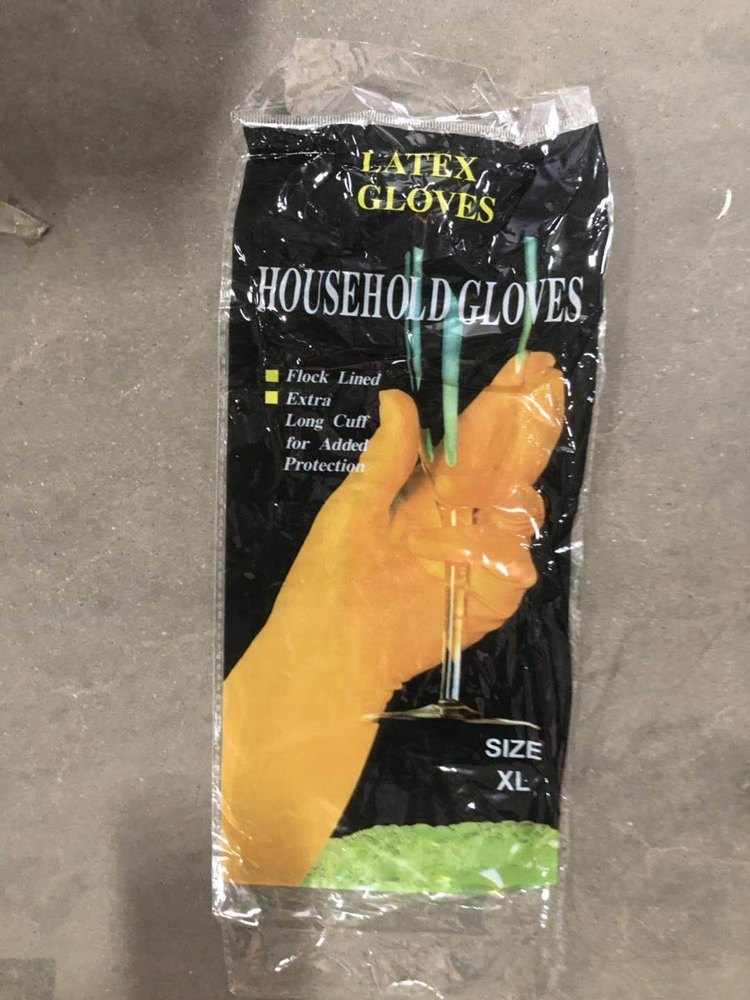 LATEX
GLOVES
HOUSEHOLD GLOVES
Flock Lined
Extra
Long Cuff
for Added
Protection
SIZE
XL